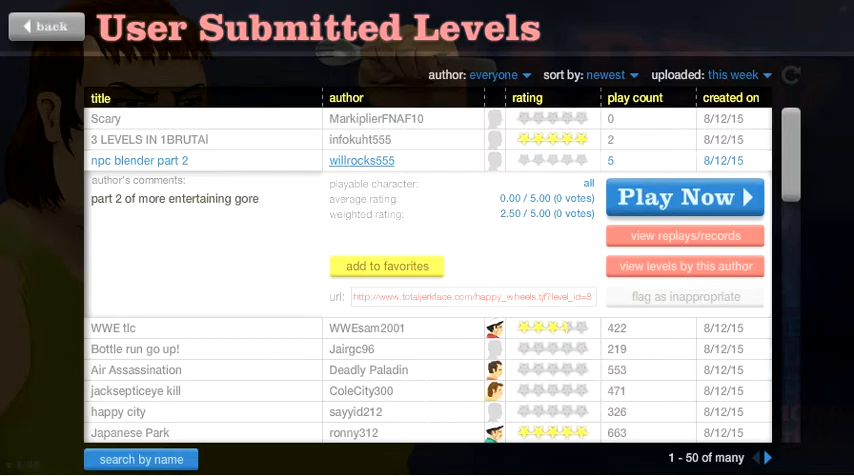 back
User Submitted Levels
author: everyone sort by: newest uploaded: this week
title author rating play count created on
Scary MarkiplierFNAF10 0 8/12/15
3 LEVELS IN 1BRUTAl infokuht555 2 8/12/15
npc blender part 2 willrocks555 5 8/12/15
author's comments:
part 2 of more entertaining gore
playable character: all
average rating: 0.00 / 5.00 (0 votes)
weighted rating: 2.50 / 5.00 (0 votes)
Play Now
view replays/records
add to favorites
view levels by this author
url: http://www.totaljerkface.com/happy_wheels.tjf?level_id=8
flag as inappropriate
WWE tlc WWEsam2001 422 8/12/15
Bottle run go up! Jairgc96 219 8/12/15
Air Assassination Deadly Paladin 553 8/12/15
jacksepticeye kill ColeCity300 471 8/12/15
happy city sayyid212 326 8/12/15
Japanese Park ronny312 663 8/12/15
search by name
1 - 50 of many